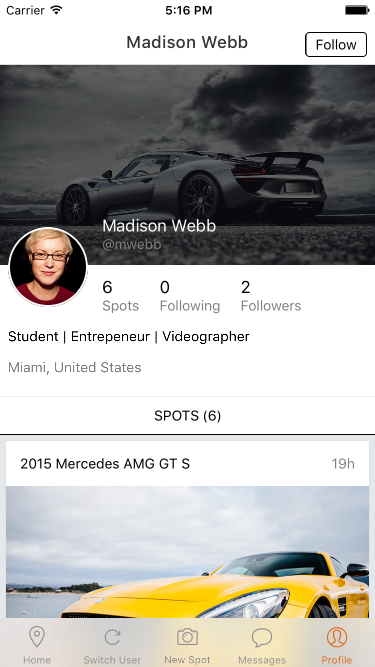 Carrier 5:16 PM
Madison Webb Follow
Madison Webb
@mwebb
6 0 2
Spots Following Followers
Student | Entrepeneur | Videographer
Miami, United States
SPOTS (6)
2015 Mercedes AMG GT S 19h
Home Switch User New Spot Messages Profile